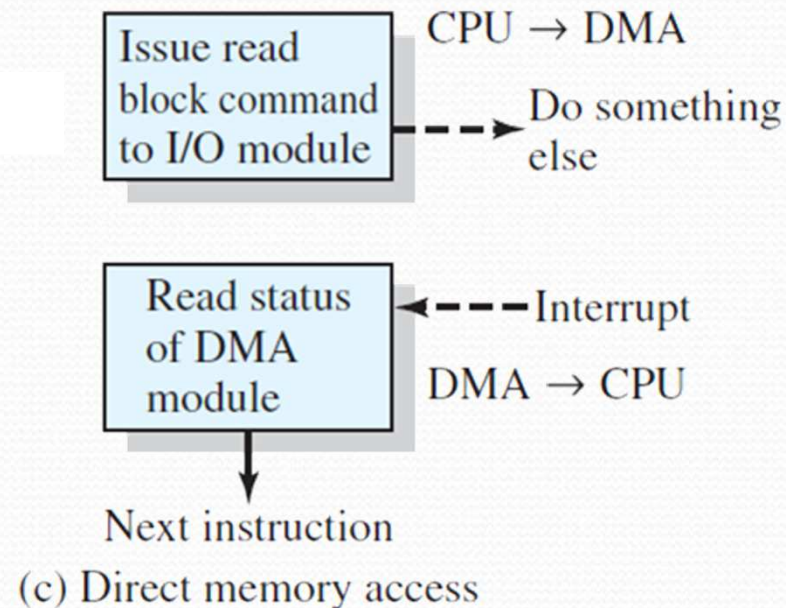 Issue read
block command
to I/O module
CPU → DMA
Do something
else
Read status
of DMA
module
Interrupt
DMA → CPU
Next instruction
(c) Direct memory access